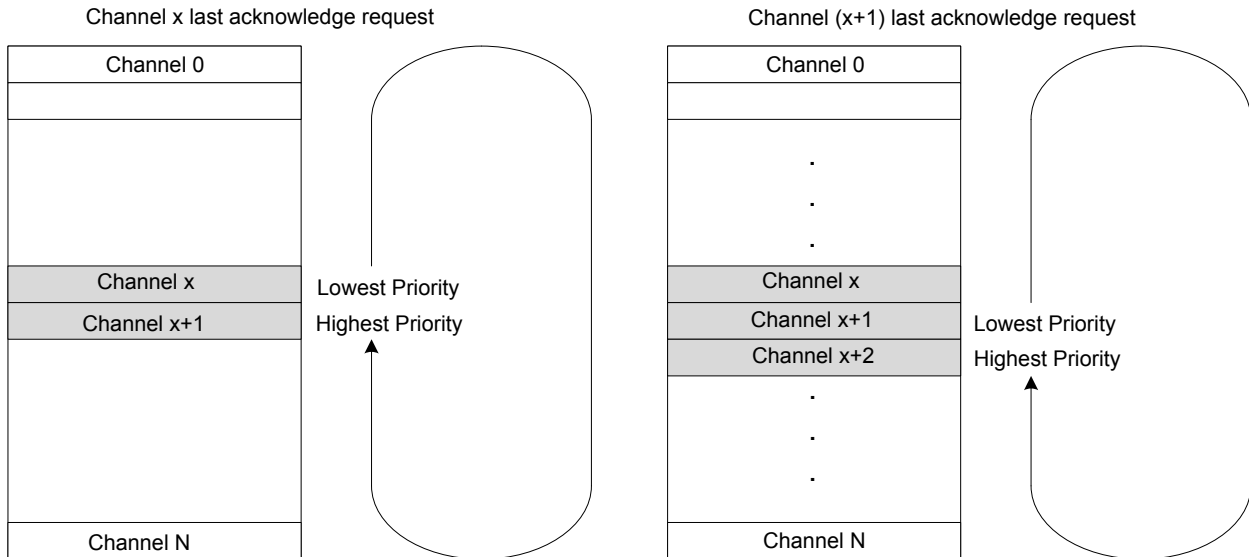 Channel x last acknowledge request
Channel 0
Channel x
Lowest Priority
Channel x+1
Highest Priority
Channel N
Channel (x+1) last acknowledge request
Channel 0
.
.
.
Channel x
Channel x+1
Lowest Priority
Channel x+2
Highest Priority
.
.
.
Channel N